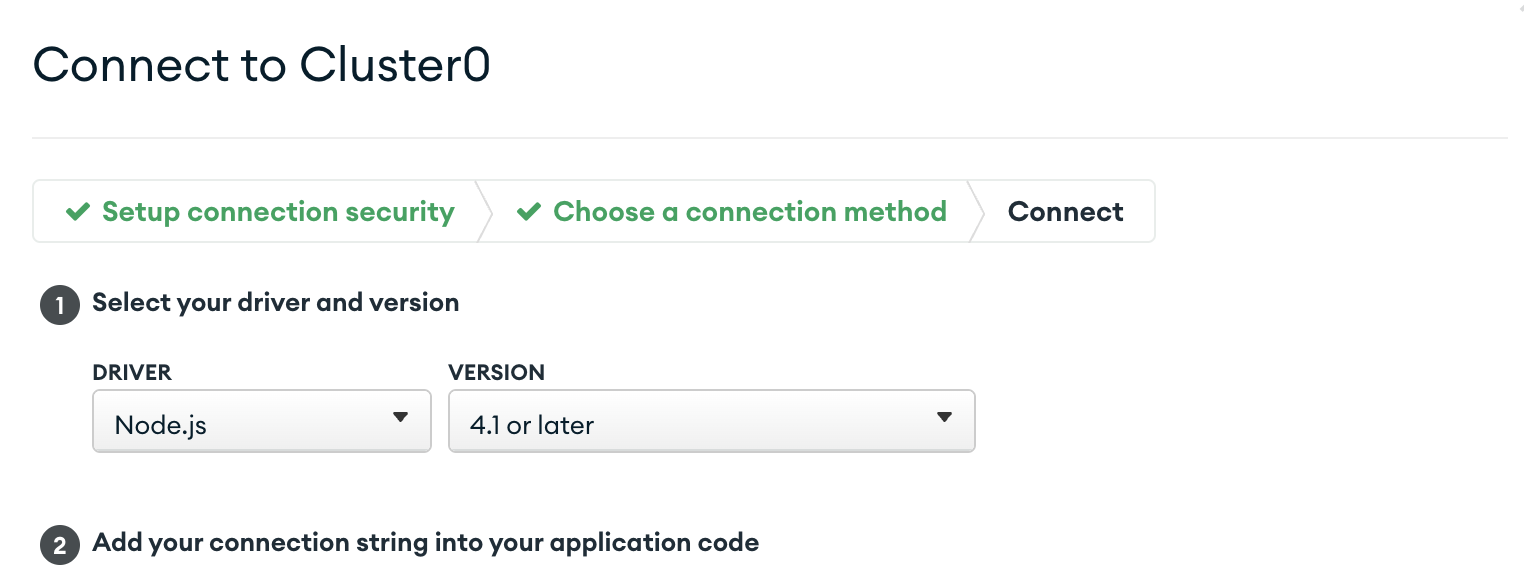 Connect to Cluster0
Setup connection security
Choose a connection method
Connect
1 Select your driver and version
DRIVER VERSION
Node.js 4.1 or later
2 Add your connection string into your application code